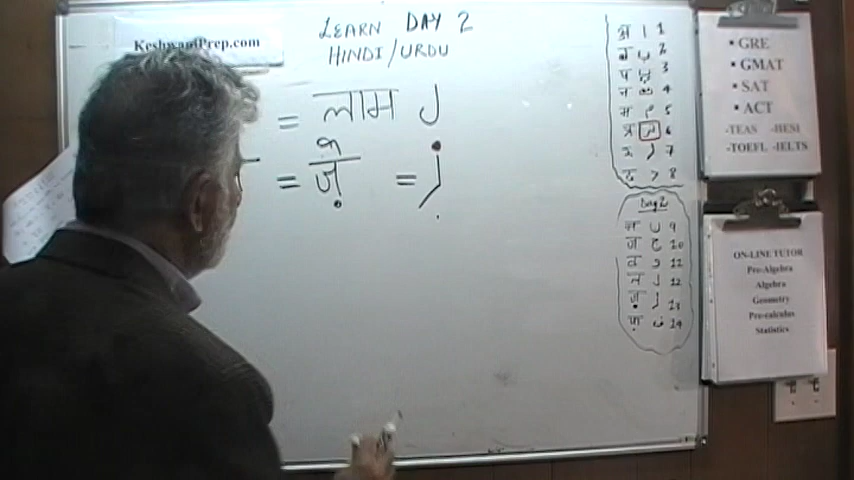 KeshwaniPrep.com
LEARN DAY 2
HINDI/URDU
= लाम ل
= ज़ = ز
अ ا 1
ब ب 2
प پ 3
4
म م 5
6
र ر 7
द د 8
Day 2
न ن 9
ज ج 10
व و 11
ल ل 12
ज़ ز 13
फ़ ف 14
• GRE
• GMAT
• SAT
• ACT
-TEAS -HESI
-TOEFL -IELTS
ON-LINE TUTOR
Pre-Algebra
Algebra
Geometry
Pre-calculus
Statistics